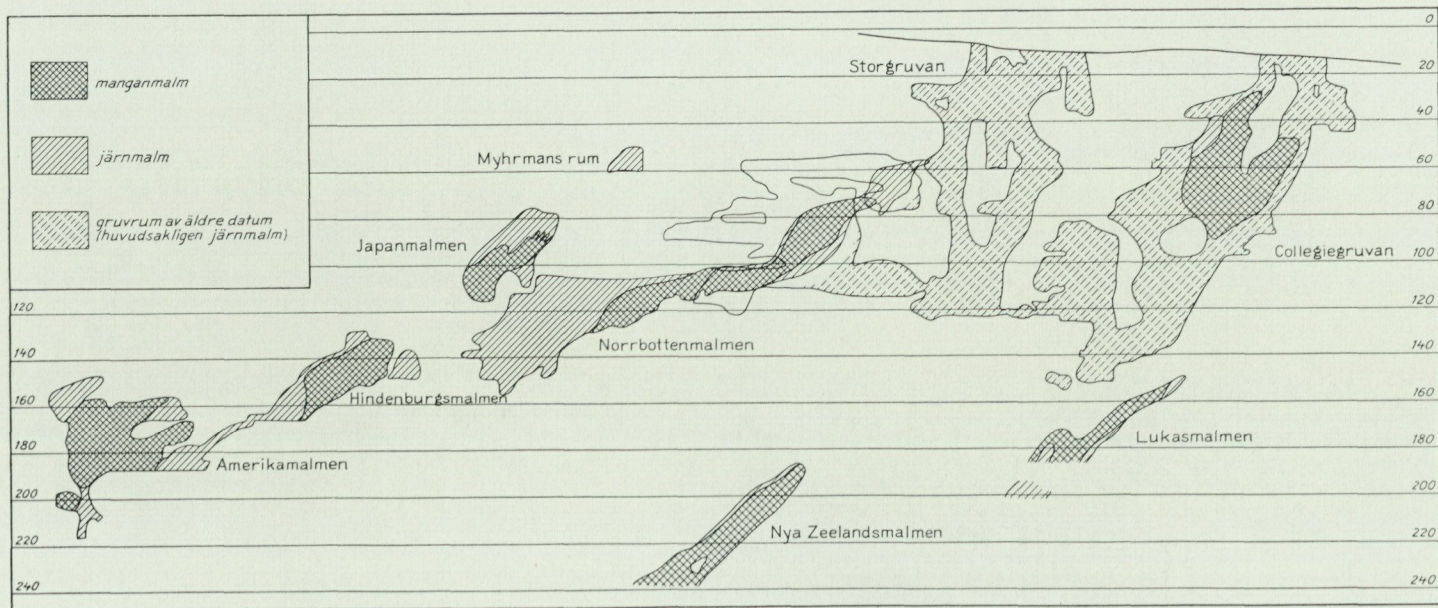 manganmalm
järnmalm
gruvrum av äldre datum
(huvudsakligen järnmalm)
Storgruvan
Myhrmans rum
Japanmalmen
Collegiegruvan
Norrbottenmalmen
Hindenburgsmalmen
Lukasmalmen
Amerikamalmen
Nya Zeelandsmalmen
120
140
160
180
200
220
240
0
20
40
60
80
100
120
140
160
180
200
220
240